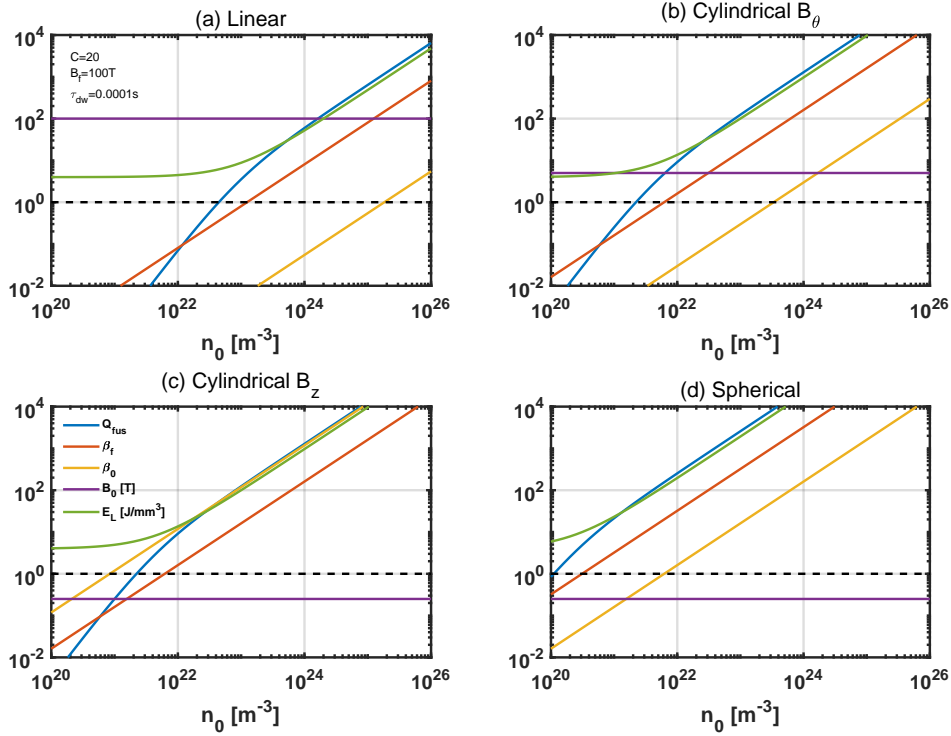 (a) Linear
C=20
B_f=100T
τ_dw=0.0001s
10^4
10^2
10^0
10^-2
10^20
10^22
10^24
10^26
n_0 [m^-3]
(b) Cylindrical B_θ
10^4
10^2
10^0
10^-2
10^20
10^22
10^24
10^26
n_0 [m^-3]
(c) Cylindrical B_z
Q_fus
β_f
β_0
B_0 [T]
E_L [J/mm^3]
10^4
10^2
10^0
10^-2
10^20
10^22
10^24
10^26
n_0 [m^-3]
(d) Spherical
10^4
10^2
10^0
10^-2
10^20
10^22
10^24
10^26
n_0 [m^-3]